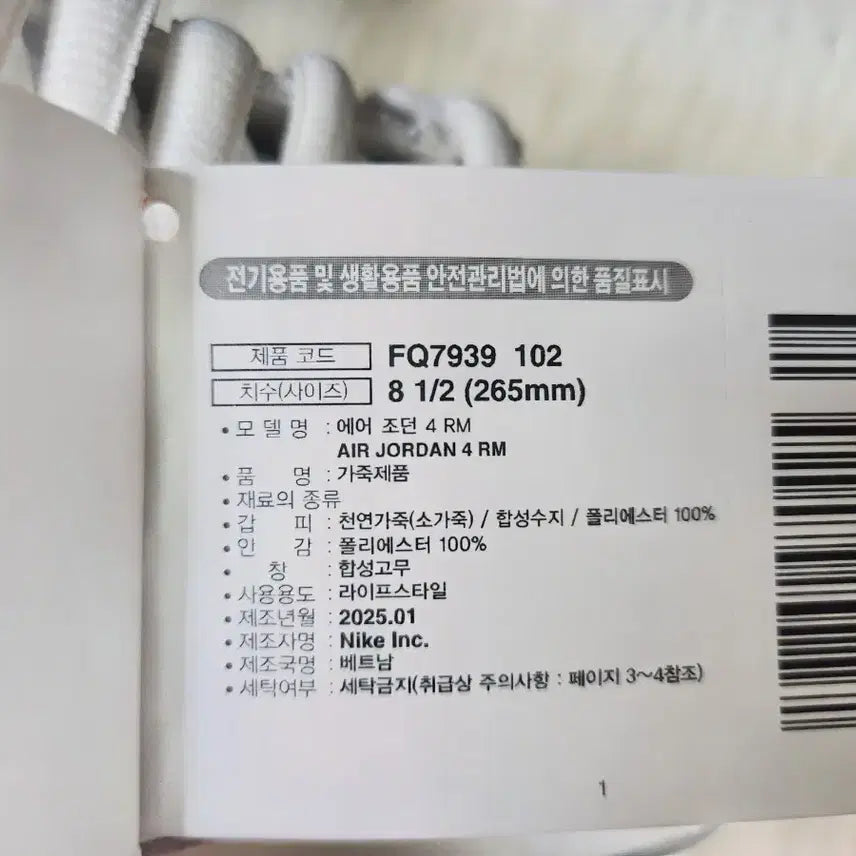 전기용품 및 생활용품 안전관리법에 의한 품질표시
제품 코드 FQ7939 102
치수(사이즈) 8 1/2 (265mm)
• 모 델 명 : 에어 조던 4 RM
AIR JORDAN 4 RM
• 품 명 : 가죽제품
• 재료의 종류
• 갑 피 : 천연가죽(소가죽) / 합성수지 / 폴리에스터 100%
• 안 감 : 폴리에스터 100%
• 창 : 합성고무
• 사용용도 : 라이프스타일
• 제조년월 : 2025.01
• 제조사명 : Nike Inc.
• 제조국명 : 베트남
• 세탁여부 : 세탁금지(취급상 주의사항 : 페이지 3~4참조)
1